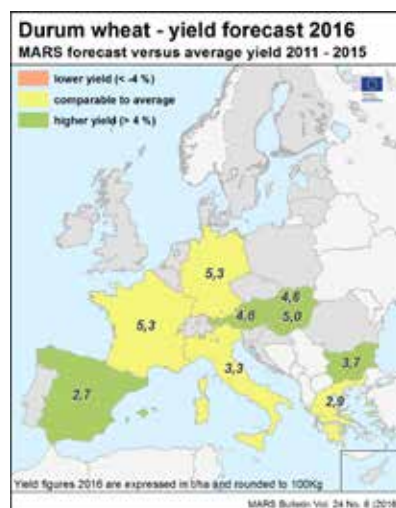 Durum wheat - yield forecast 2016
MARS forecast versus average yield 2011 - 2015
lower yield (< -4 %)
comparable to average
higher yield (> 4 %)
5,3
4,6
5,3
4,6
5,0
3,3
3,7
2,7
2,9
Yield figures 2016 are expressed in t/ha and rounded to 100Kg
MARS Bulletin Vol. 24 No. 6 (2016)